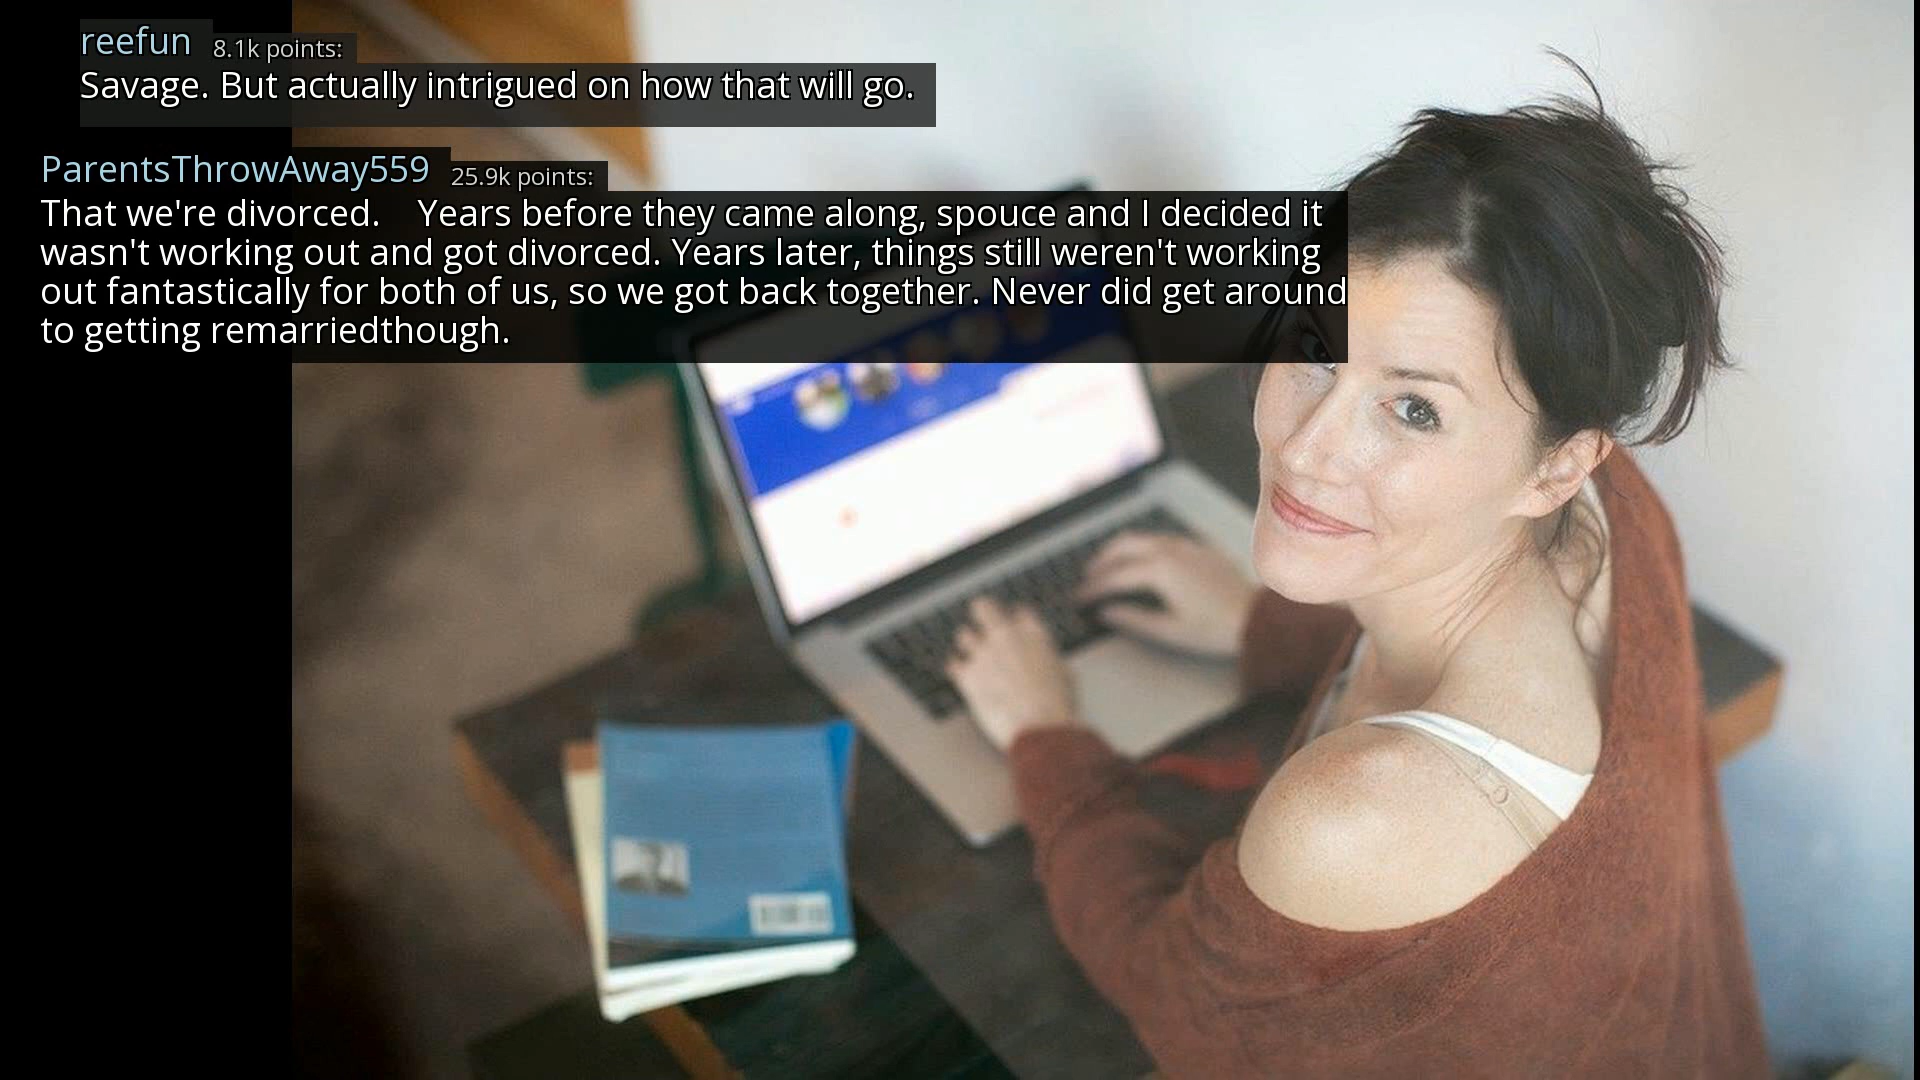 reefun 8.1k points:
Savage. But actually intrigued on how that will go.
ParentsThrowAway559 25.9k points:
That we're divorced.    Years before they came along, spouce and I decided it
wasn't working out and got divorced. Years later, things still weren't working
out fantastically for both of us, so we got back together. Never did get around
to getting remarriedthough.